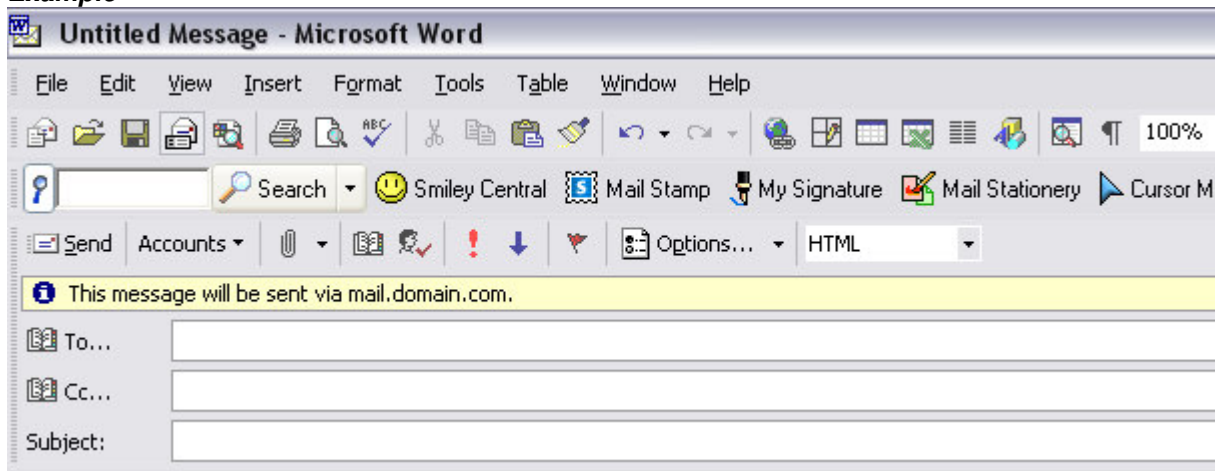 Example
Untitled Message - Microsoft Word
File Edit View Insert Format Tools Table Window Help
ABC 100%
Search Smiley Central S Mail Stamp My Signature Mail Stationery Cursor M
Send Accounts Options... HTML
This message will be sent via mail.domain.com.
To...
Cc...
Subject: